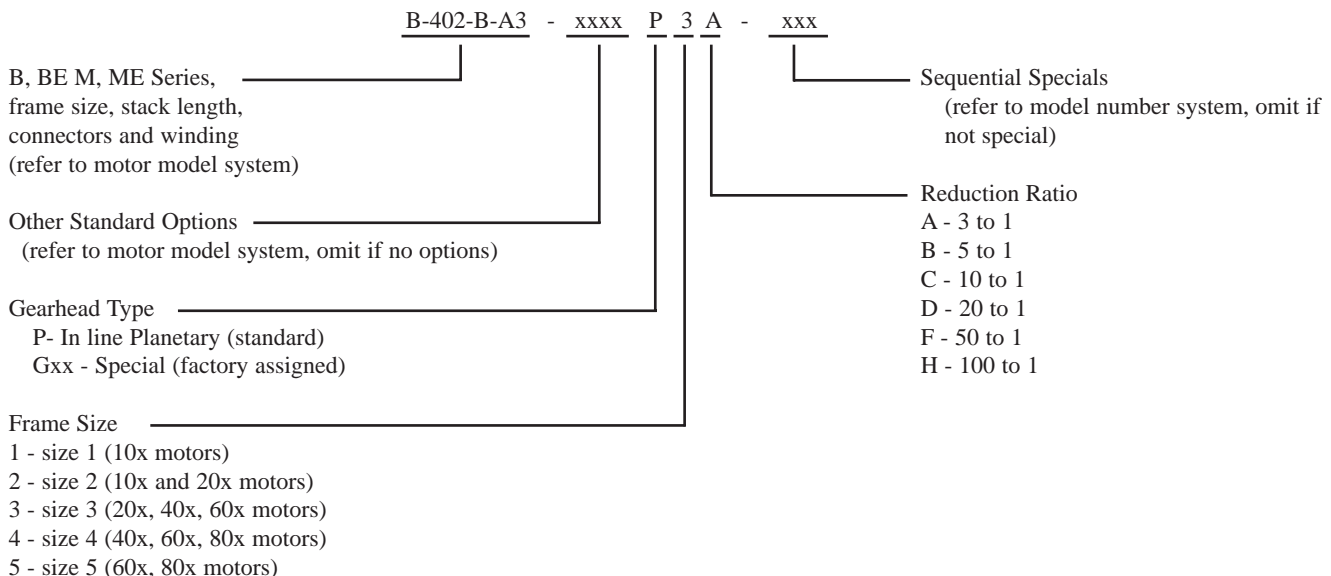 B-402-B-A3 - xxxx P 3 A - xxx
B, BE M, ME Series,
frame size, stack length,
connectors and winding
(refer to motor model system)
Other Standard Options
(refer to motor model system, omit if no options)
Gearhead Type
P- In line Planetary (standard)
Gxx - Special (factory assigned)
Frame Size
1 - size 1 (10x motors)
2 - size 2 (10x and 20x motors)
3 - size 3 (20x, 40x, 60x motors)
4 - size 4 (40x, 60x, 80x motors)
5 - size 5 (60x, 80x motors)
Sequential Specials
(refer to model number system, omit if
not special)
Reduction Ratio
A - 3 to 1
B - 5 to 1
C - 10 to 1
D - 20 to 1
F - 50 to 1
H - 100 to 1